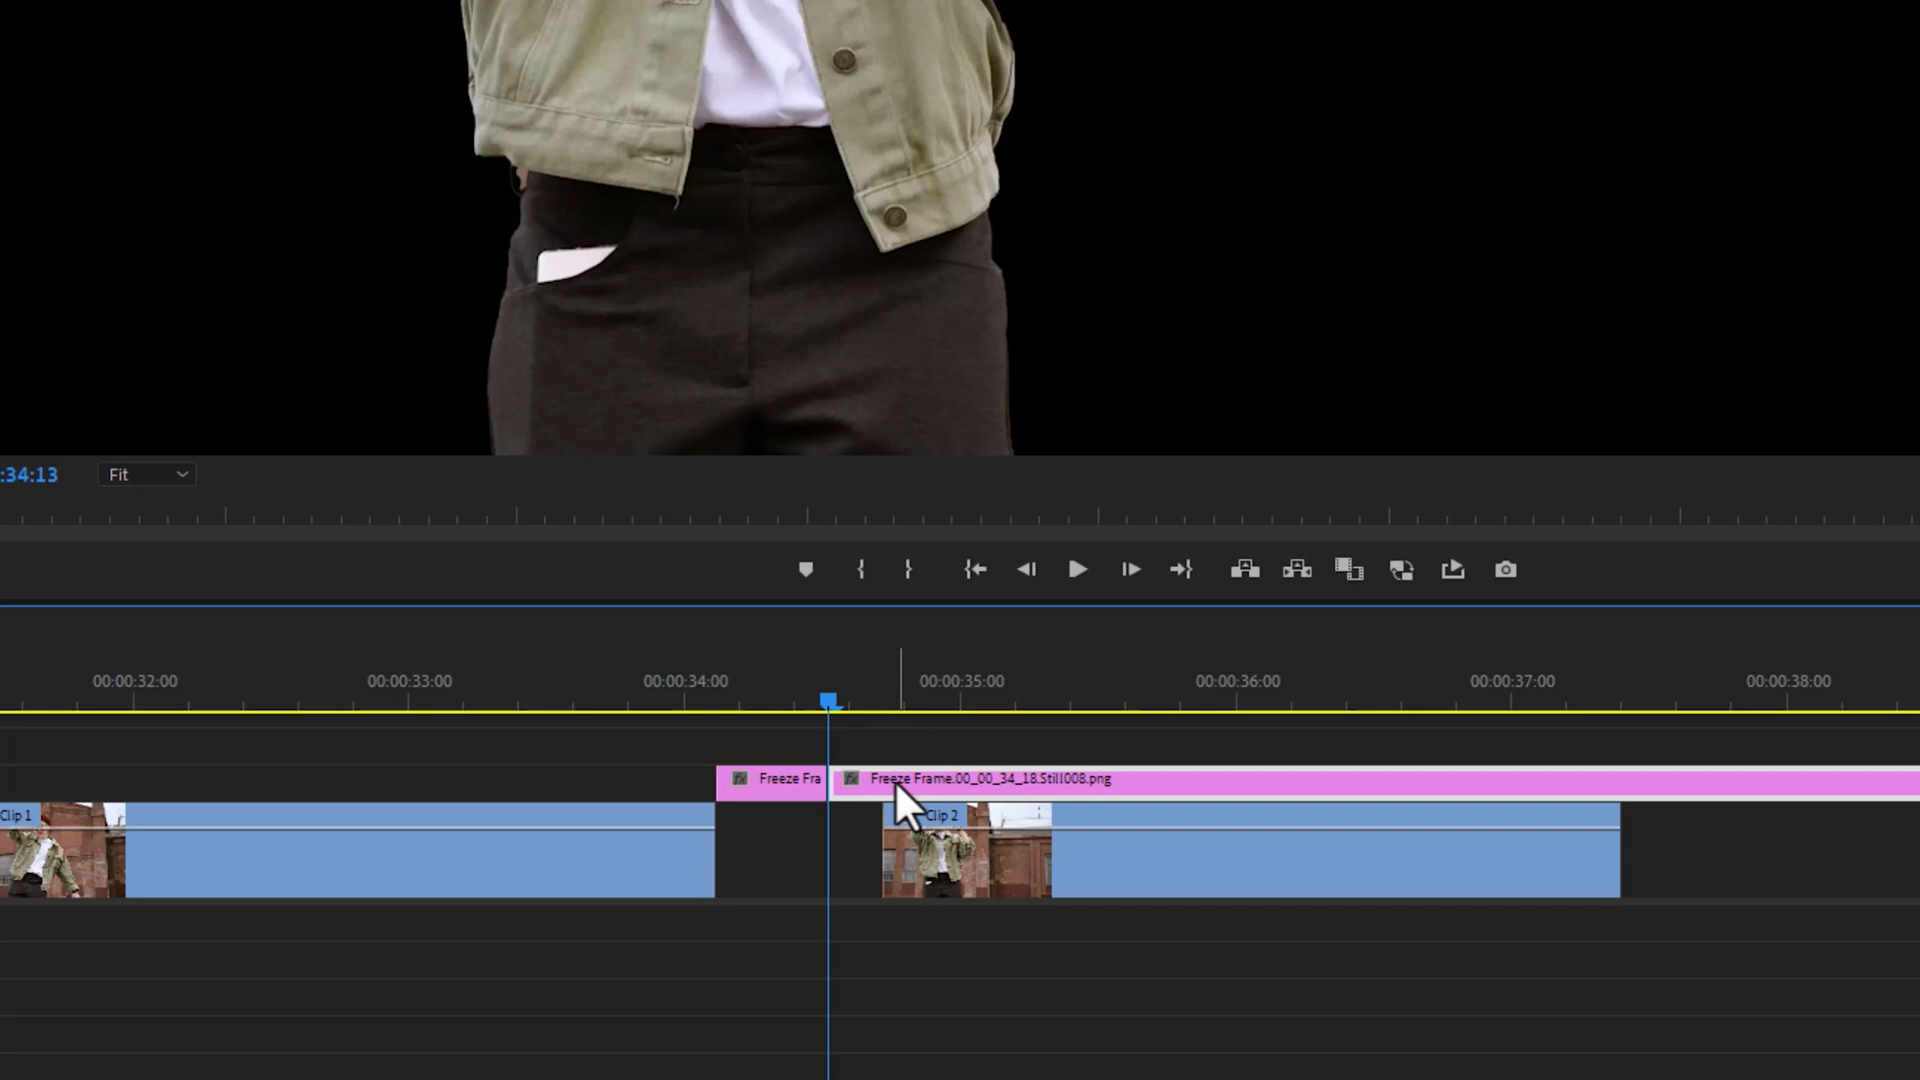 :34:13
Fit
00:00:32:00
00:00:33:00
00:00:34:00
00:00:35:00
00:00:36:00
00:00:37:00
00:00:38:00
fx
Freeze Fra
fx
Freeze Frame.00_00_34_18.Still008.png
Clip 1
Clip 2